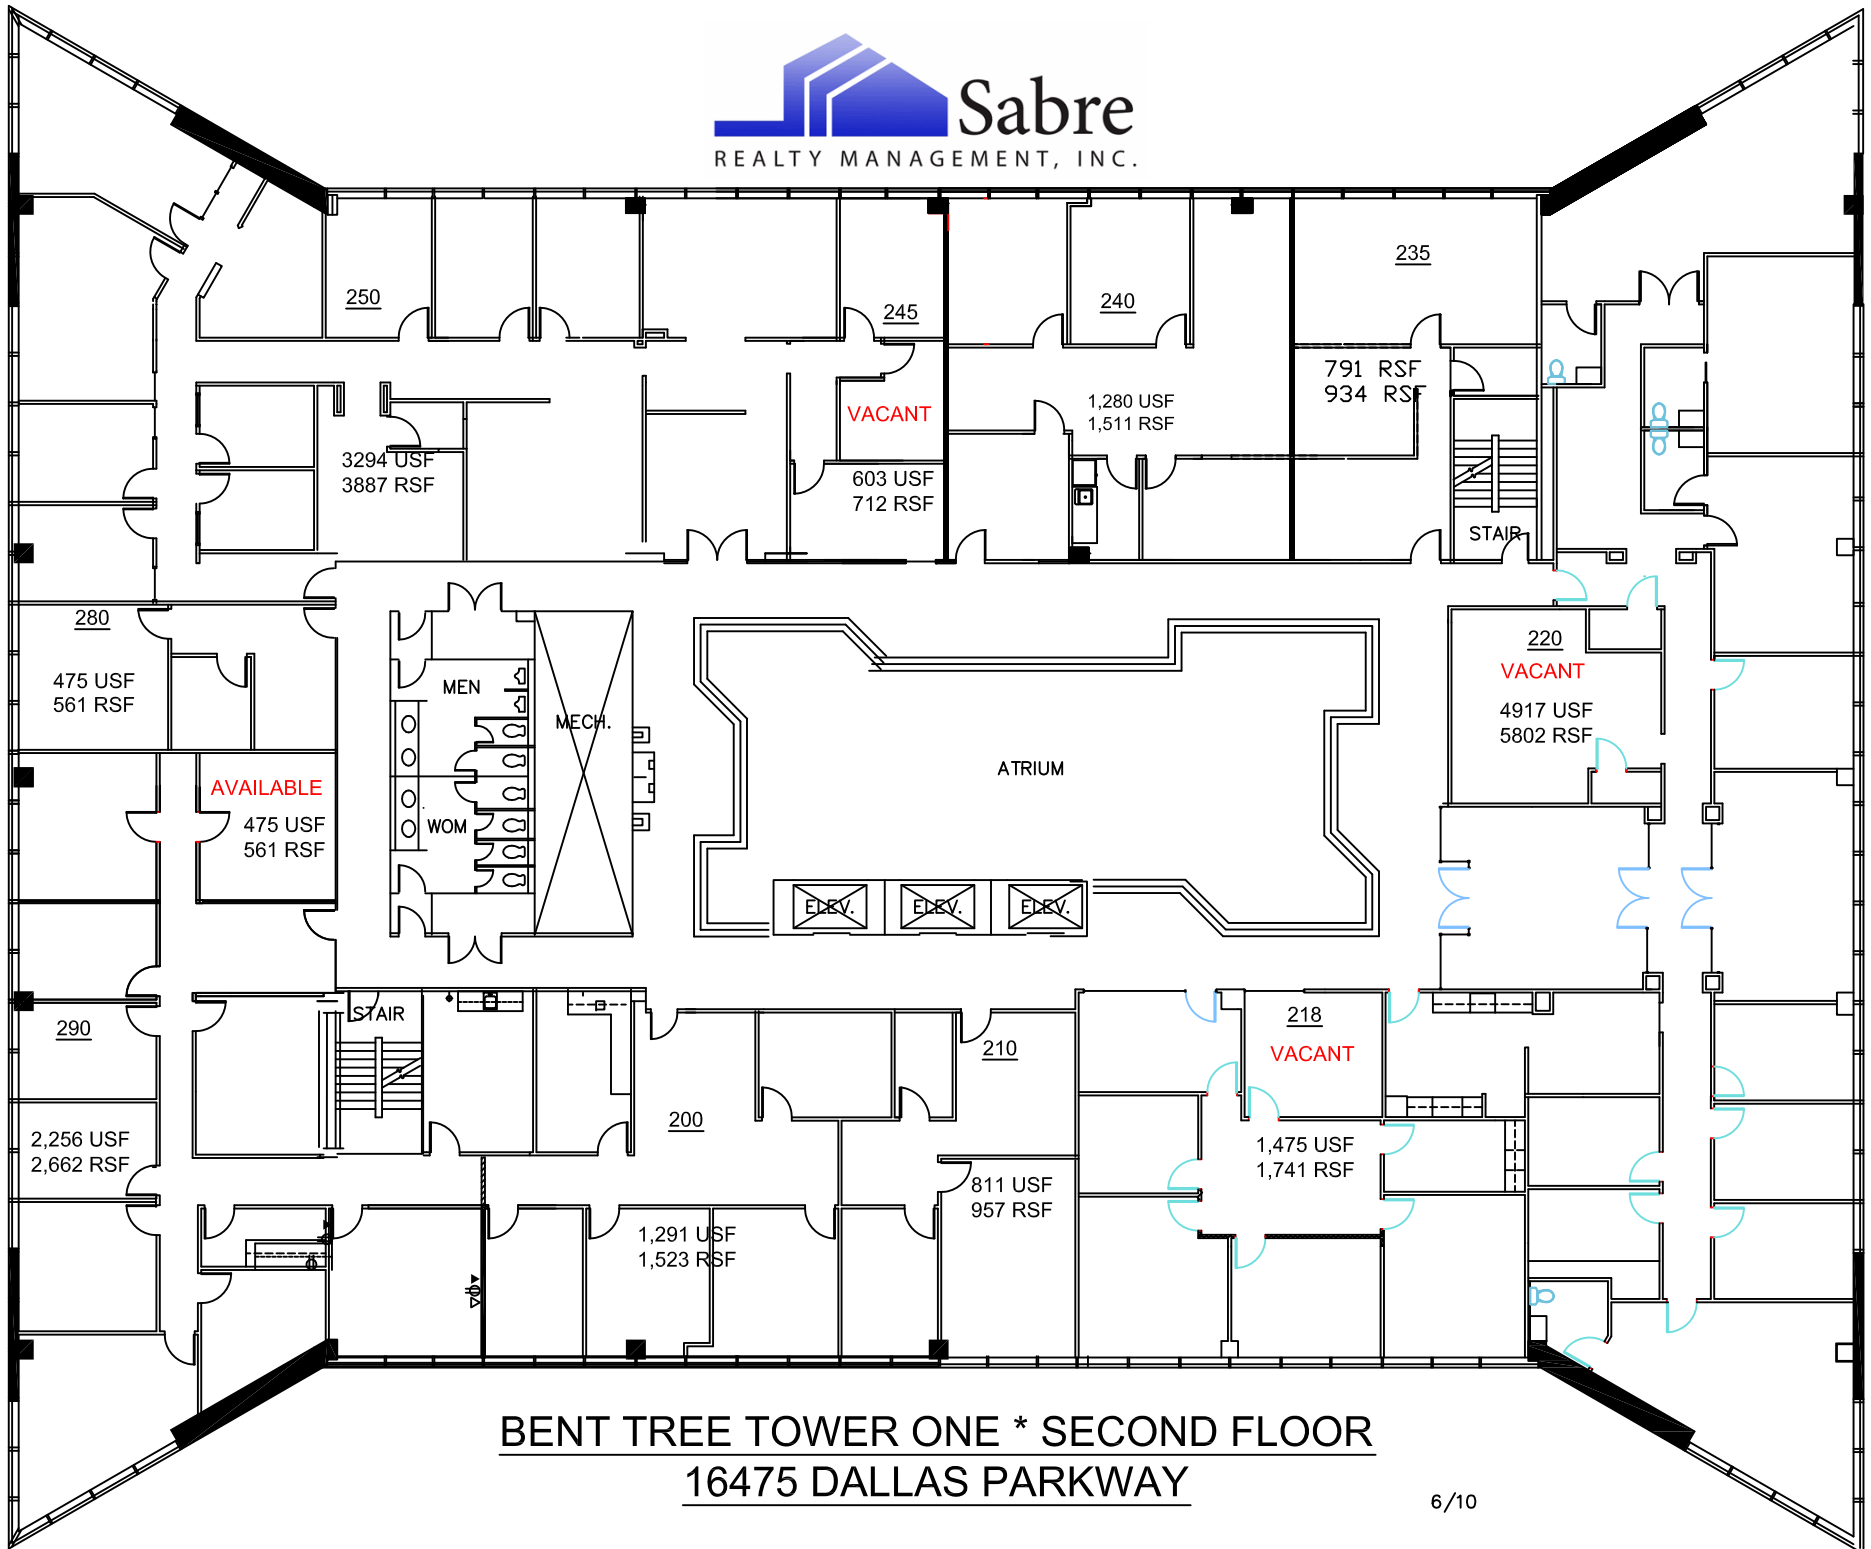 Sabre
REALTY MANAGEMENT, INC.
250
245
240
235
VACANT
3294 USF
3887 RSF
603 USF
712 RSF
1,280 USF
1,511 RSF
791 RSF
934 RSF
STAIR
280
475 USF
561 RSF
MEN
MECH.
WOM
ATRIUM
220
VACANT
4917 USF
5802 RSF
AVAILABLE
475 USF
561 RSF
ELEV.
ELEV.
ELEV.
290
2,256 USF
2,662 RSF
STAIR
200
1,291 USF
1,523 RSF
210
811 USF
957 RSF
218
VACANT
1,475 USF
1,741 RSF
BENT TREE TOWER ONE * SECOND FLOOR
16475 DALLAS PARKWAY
6/10